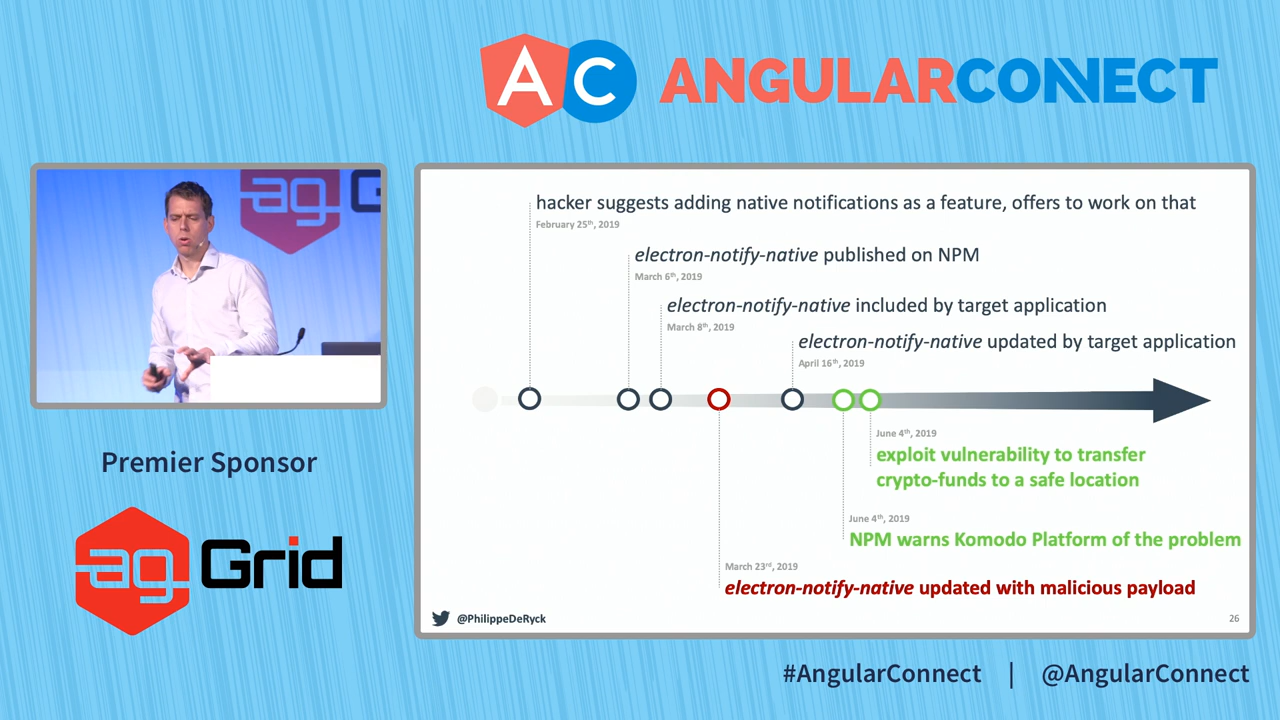 AC ANGULARCONNECT
ag G
Premier Sponsor
ag Grid
hacker suggests adding native notifications as a feature, offers to work on that
February 25th, 2019
electron-notify-native published on NPM
March 6th, 2019
electron-notify-native included by target application
March 8th, 2019
electron-notify-native updated by target application
April 16th, 2019
June 4th, 2019
exploit vulnerability to transfer
crypto-funds to a safe location
June 4th, 2019
NPM warns Komodo Platform of the problem
March 23rd, 2019
electron-notify-native updated with malicious payload
@PhilippeDeRyck
26
#AngularConnect | @AngularConnect